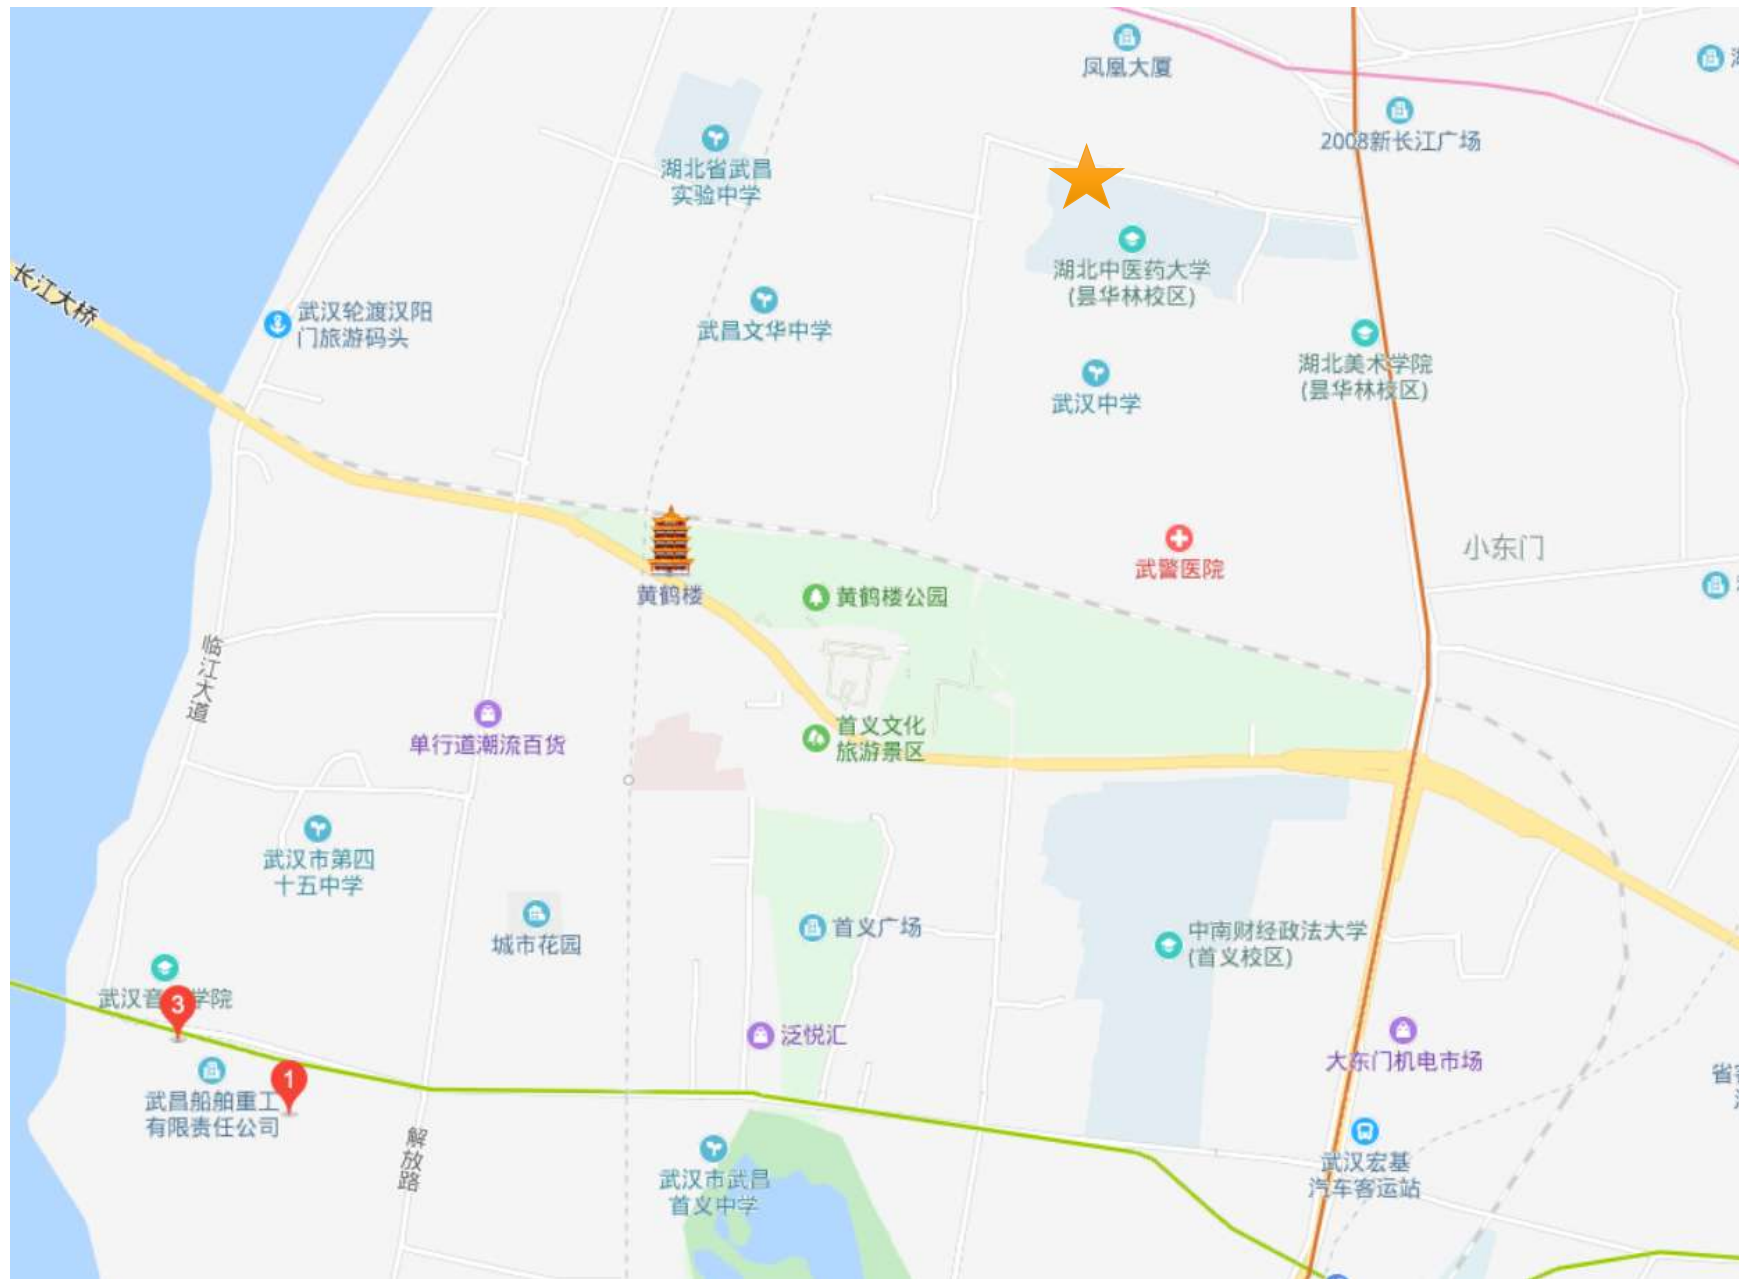 凤凰大厦
2008新长江广场
湖北省武昌
实验中学
湖北中医药大学
(昙华林校区)
长江大桥
武汉轮渡汉阳
门旅游码头
武昌文华中学
武汉中学
湖北美术学院
(昙华林校区)
小东门
武警医院
黄鹤楼
黄鹤楼公园
临江大道
单行道潮流百货
首义文化
旅游景区
武汉市第四
十五中学
城市花园
首义广场
中南财经政法大学
(首义校区)
武汉音
学院
3
泛悦汇
大东门机电市场
1
武昌船舶重工
有限责任公司
解放路
武汉市武昌
首义中学
武汉宏基
汽车客运站
省客